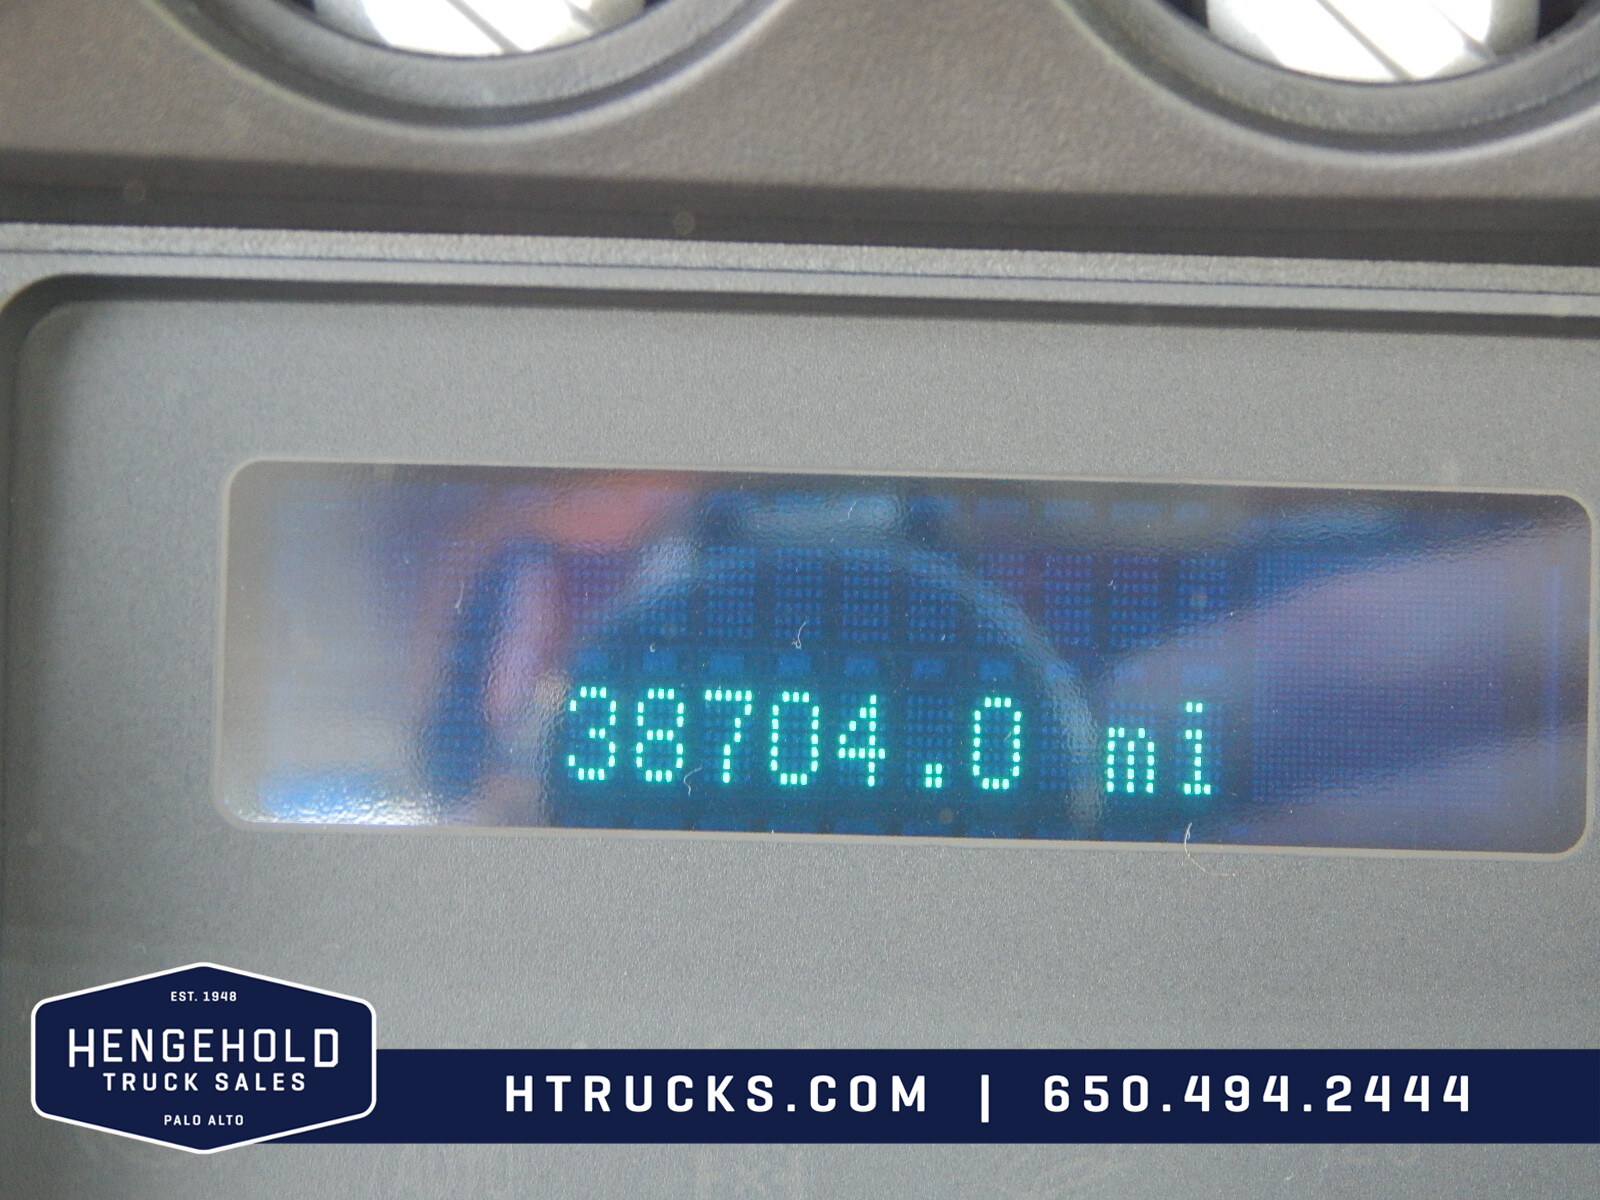 38704.0 mi
EST. 1948
HENGEHOLD
TRUCK SALES
PALO ALTO
HTRUCKS.COM | 650.494.2444